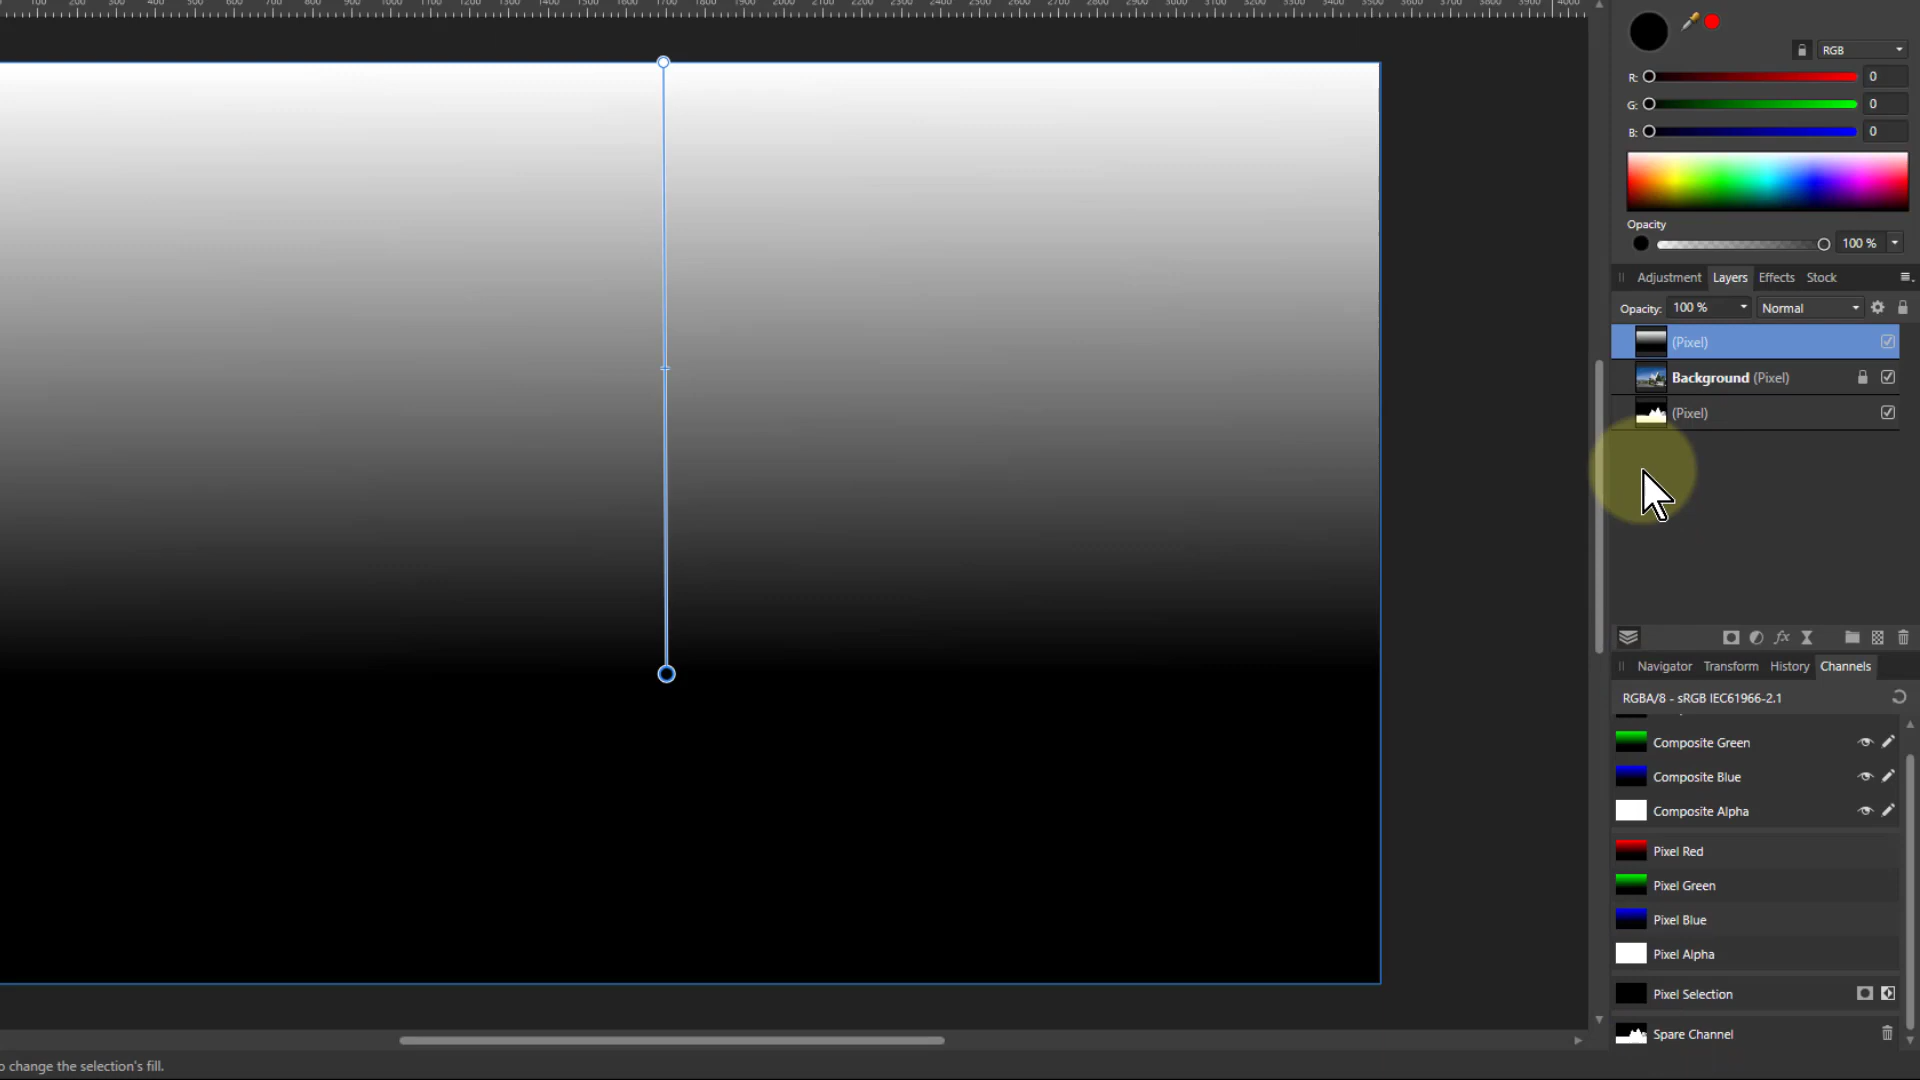 RGB
R: 0
G: 0
B: 0
Opacity
100 %
Adjustment Layers Effects Stock
Opacity: 100 % Normal
(Pixel)
Background (Pixel)
(Pixel)
fx
Navigator Transform History Channels
RGBA/8 - sRGB IEC61966-2.1
Composite Green
Composite Blue
Composite Alpha
Pixel Red
Pixel Green
Pixel Blue
Pixel Alpha
Pixel Selection
Spare Channel
o change the selection's fill.